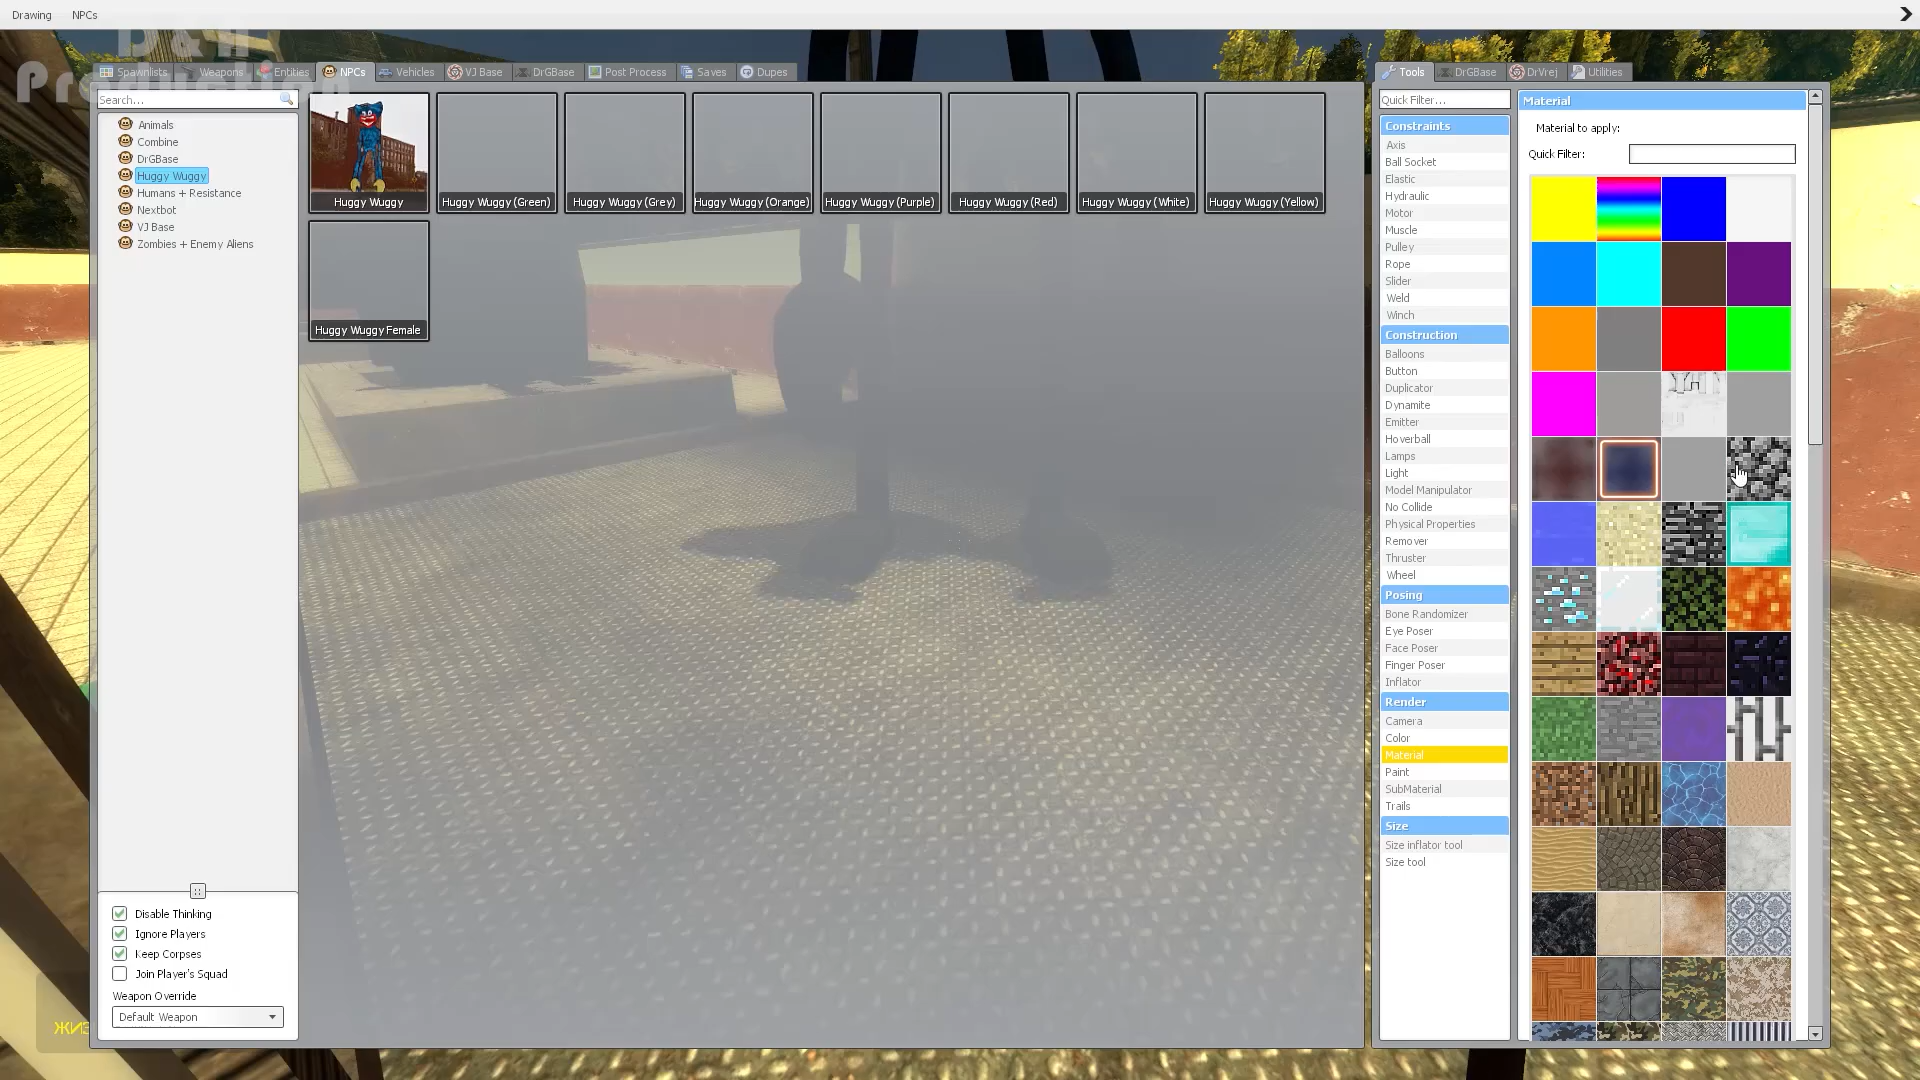 Drawing NPCs
D&H
Production
Spawnlists Weapons Entities NPCs Vehicles VJ Base DrGBase Post Process Saves Dupes
Search...
Animals
Combine
DrGBase
Huggy Wuggy
Humans + Resistance
Nextbot
VJ Base
Zombies + Enemy Aliens
Huggy Wuggy
Huggy Wuggy (Green)
Huggy Wuggy (Grey)
Huggy Wuggy (Orange)
Huggy Wuggy (Purple)
Huggy Wuggy (Red)
Huggy Wuggy (White)
Huggy Wuggy (Yellow)
Huggy Wuggy Female
Disable Thinking
Ignore Players
Keep Corpses
Join Player's Squad
Weapon Override
Default Weapon
Tools DrGBase DrVrej Utilities
Quick Filter...
Constraints
Axis
Ball Socket
Elastic
Hydraulic
Motor
Muscle
Pulley
Rope
Slider
Weld
Winch
Construction
Balloons
Button
Duplicator
Dynamite
Emitter
Hoverball
Lamps
Light
Model Manipulator
No Collide
Physical Properties
Remover
Thruster
Wheel
Posing
Bone Randomizer
Eye Poser
Face Poser
Finger Poser
Inflator
Render
Camera
Color
Material
Paint
SubMaterial
Trails
Size
Size inflator tool
Size tool
Material
Material to apply:
Quick Filter: